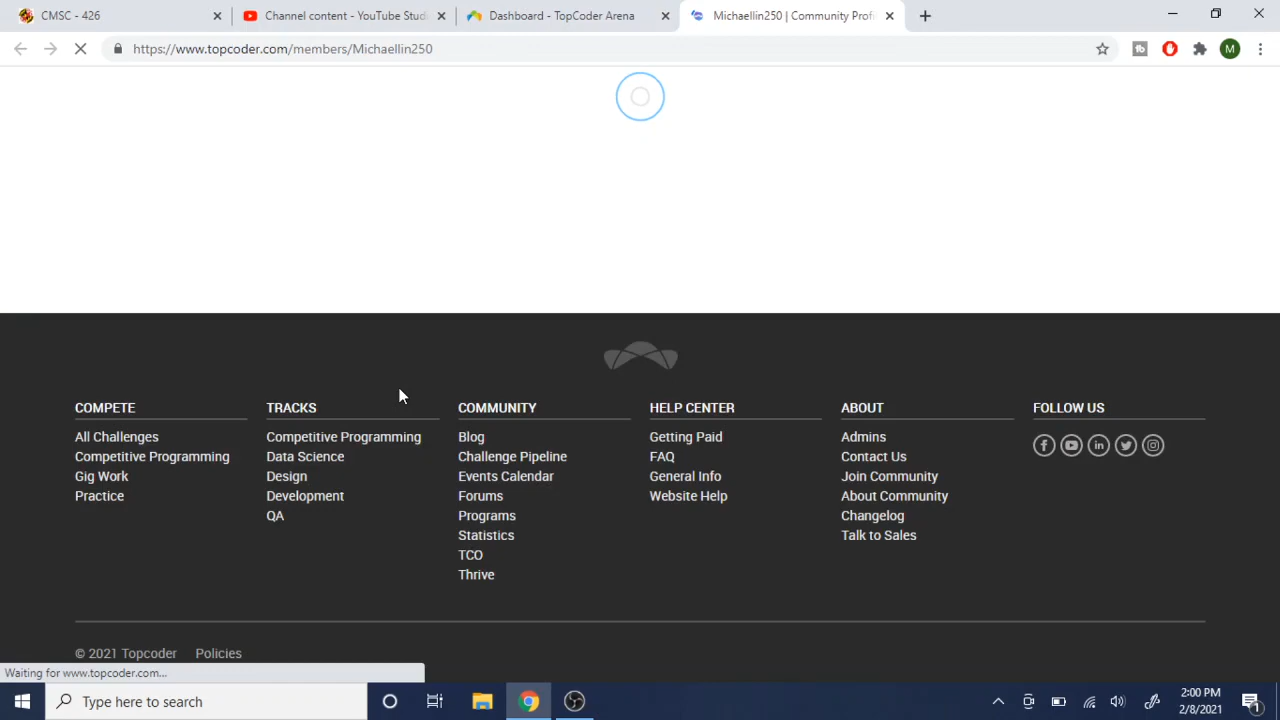 CMSC - 426
Channel content - YouTube Studi
Dashboard - TopCoder Arena
Michaellin250 | Community Profi
https://www.topcoder.com/members/Michaellin250
tb
M
COMPETE
All Challenges
Competitive Programming
Gig Work
Practice
TRACKS
Competitive Programming
Data Science
Design
Development
QA
COMMUNITY
Blog
Challenge Pipeline
Events Calendar
Forums
Programs
Statistics
TCO
Thrive
HELP CENTER
Getting Paid
FAQ
General Info
Website Help
ABOUT
Admins
Contact Us
Join Community
About Community
Changelog
Talk to Sales
FOLLOW US
© 2021 Topcoder
Policies
Waiting for www.topcoder.com...
Type here to search
2:00 PM
2/8/2021
1